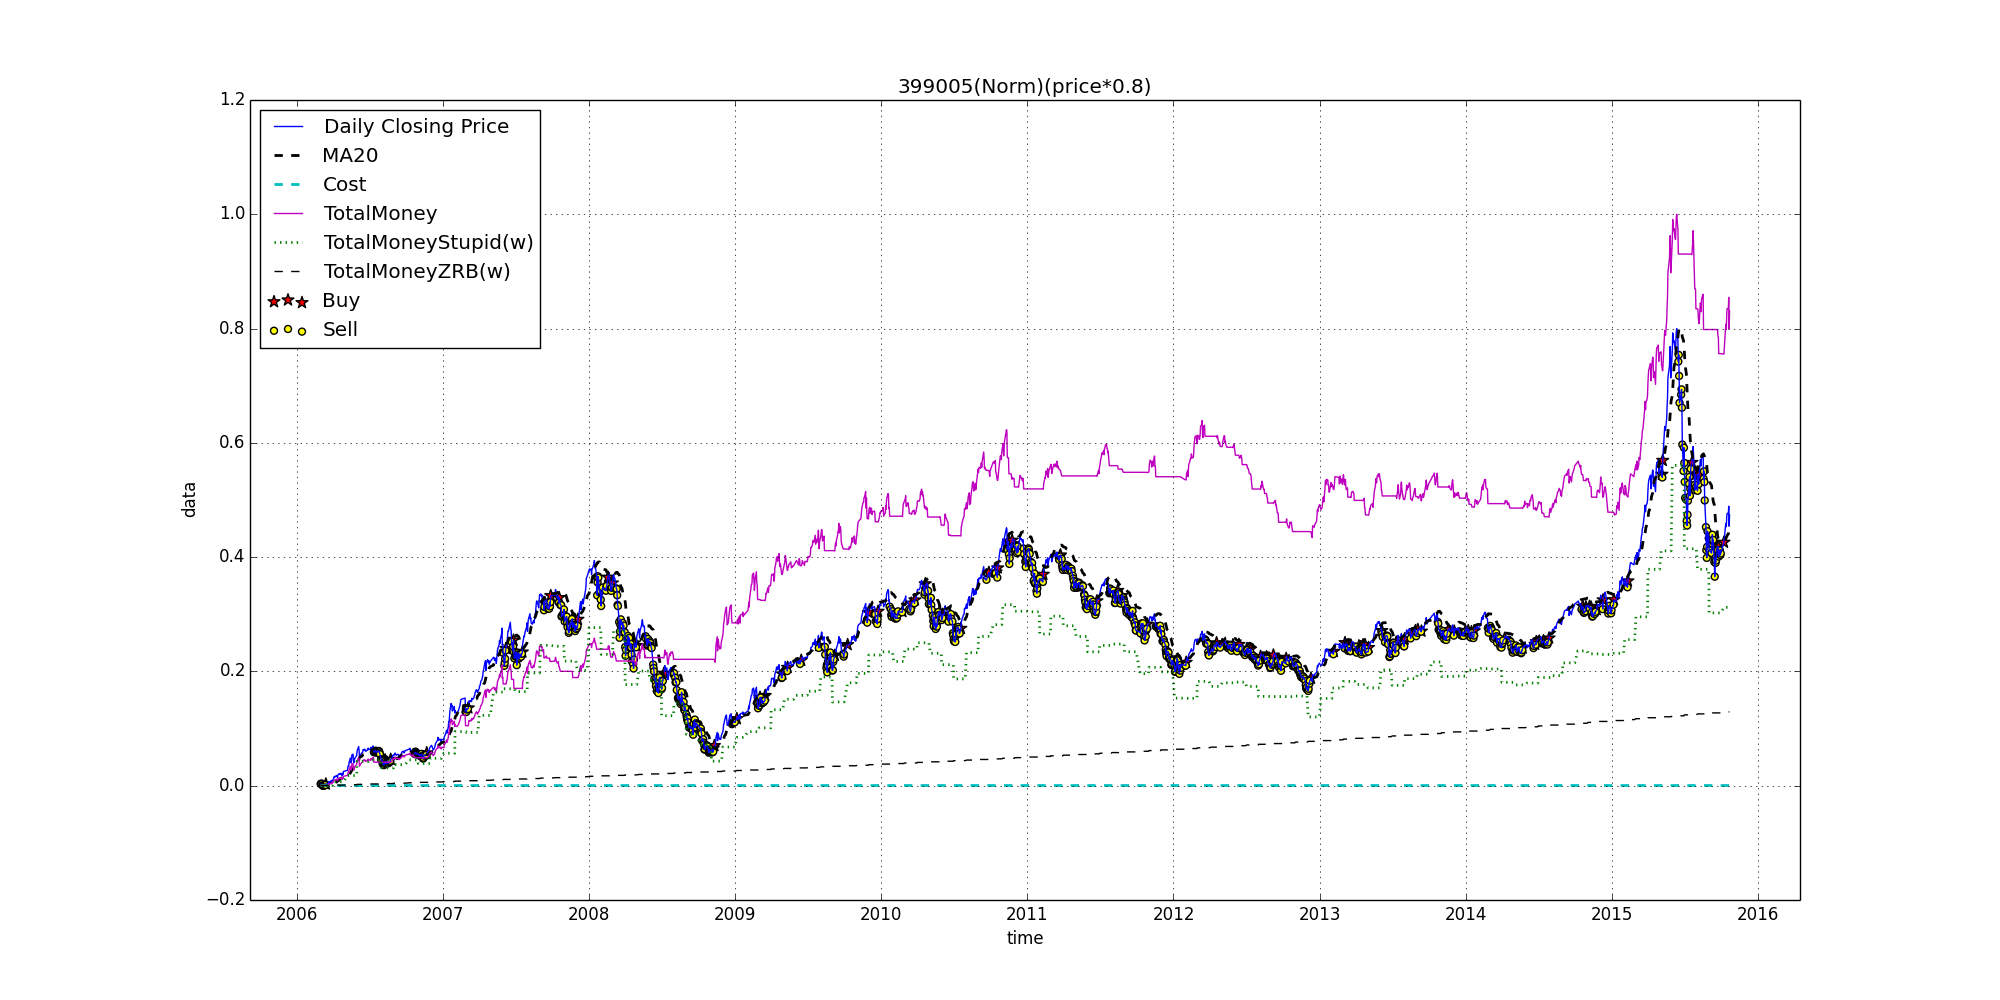 399005(Norm)(price*0.8)
1.2
1.0
0.8
0.6
0.4
0.2
0.0
−0.2
data
Daily Closing Price
MA20
Cost
TotalMoney
TotalMoneyStupid(w)
TotalMoneyZRB(w)
Buy
Sell
2006 2007 2008 2009 2010 2011 2012 2013 2014 2015 2016
time